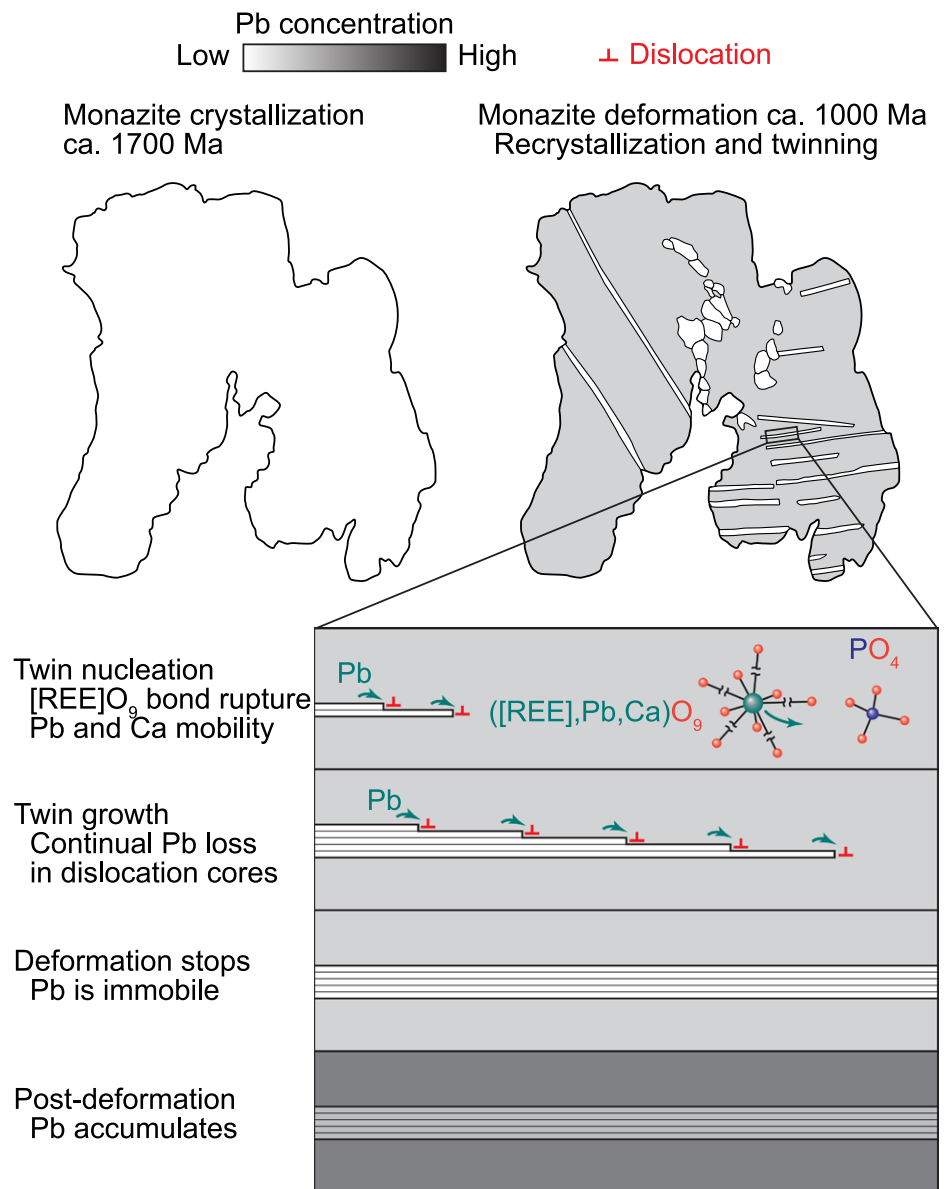 Pb concentration
Low High
Dislocation
Monazite crystallization
ca. 1700 Ma
Monazite deformation ca. 1000 Ma
Recrystallization and twinning
Twin nucleation
[REE]O₉ bond rupture
Pb and Ca mobility
Pb
([REE],Pb,Ca)O₉
PO₄
Twin growth
Continual Pb loss
in dislocation cores
Pb
Deformation stops
Pb is immobile
Post-deformation
Pb accumulates